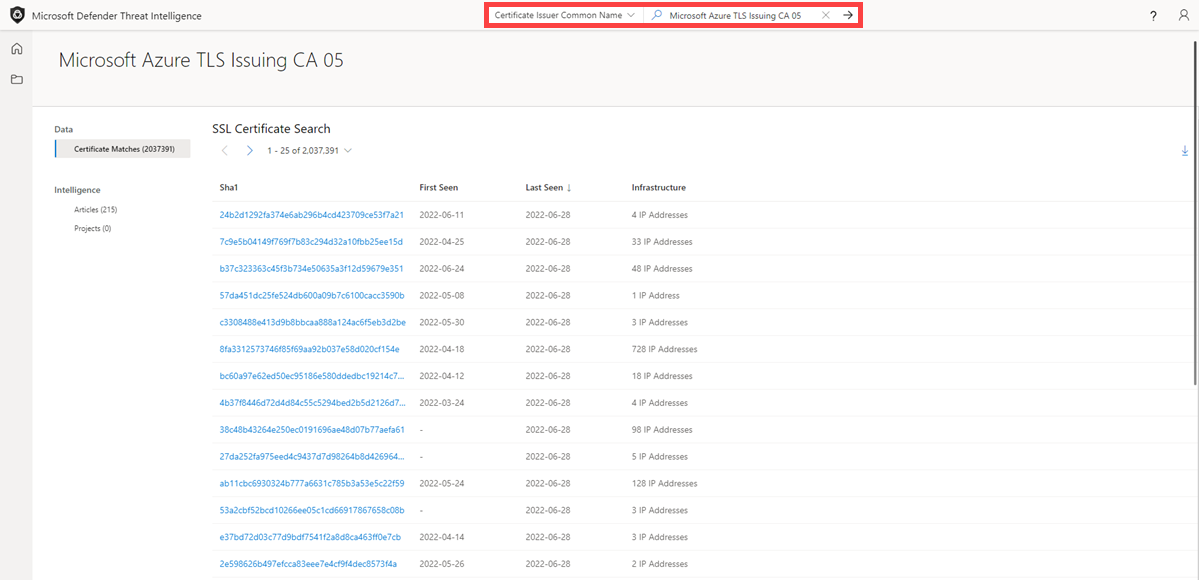 Microsoft Defender Threat Intelligence
Certificate Issuer Common Name Microsoft Azure TLS Issuing CA 05
?
Microsoft Azure TLS Issuing CA 05
Data
Certificate Matches (2037391)
Intelligence
Articles (215)
Projects (0)
SSL Certificate Search
1 - 25 of 2,037,391
Sha1 First Seen Last Seen ↓ Infrastructure
24b2d1292fa374e6ab296b4cd423709ce53f7a21 2022-06-11 2022-06-28 4 IP Addresses
7c9e5b04149f769f7b83c294d32a10fbb25ee15d 2022-04-25 2022-06-28 33 IP Addresses
b37c323363c45f3b734e50635a3f12d59679e351 2022-06-24 2022-06-28 48 IP Addresses
57da451dc25fe524db600a09b7c6100cacc3590b 2022-05-08 2022-06-28 1 IP Address
c3308488e413d9b8bbcaa888a124ac6f5eb3d2be 2022-05-30 2022-06-28 3 IP Addresses
8fa3312573746f85f69aa92b037e58d020cf154e 2022-04-18 2022-06-28 728 IP Addresses
bc60a97e62ed50ec95186e580ddedbc19214c7... 2022-04-12 2022-06-28 18 IP Addresses
4b37f8446d72d4d84c55c5294bed2b5d2126d7... 2022-03-24 2022-06-28 4 IP Addresses
38c48b43264e250ec0191696ae48d07b77aefa61 - 2022-06-28 98 IP Addresses
27da252fa975eed4c9437d7d98264b8d426964... - 2022-06-28 5 IP Addresses
ab11cbc6930324b777a6631c785b3a53e5c22f59 2022-05-24 2022-06-28 128 IP Addresses
53a2cbf52bcd10266ee05c1cd66917867658c08b - 2022-06-28 3 IP Addresses
e37bd72d03c77d9bdf7541f2a8d8ca463ff0e7cb 2022-04-14 2022-06-28 3 IP Addresses
2e598626b497efcca83eee7e4cf9f4dec8573f4a 2022-05-26 2022-06-28 2 IP Addresses